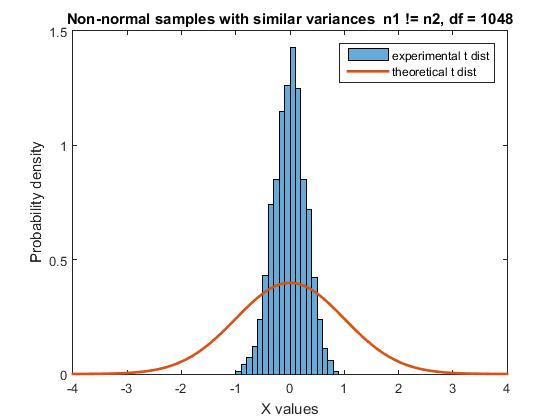 Non-normal samples with similar variances n1 != n2, df = 1048
experimental t dist
theoretical t dist
Probability density
1.5
1
0.5
0
-4 -3 -2 -1 0 1 2 3 4
X values